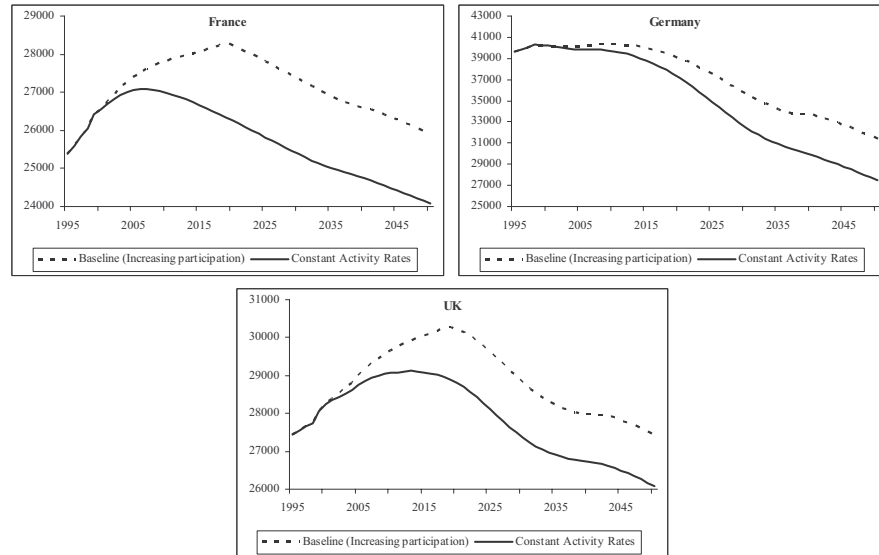 France
29000
28000
27000
26000
25000
24000
1995 2005 2015 2025 2035 2045
Baseline (Increasing participation) Constant Activity Rates
Germany
43000
41000
39000
37000
35000
33000
31000
29000
27000
25000
1995 2005 2015 2025 2035 2045
Baseline (Increasing participation) Constant Activity Rates
UK
31000
30000
29000
28000
27000
26000
1995 2005 2015 2025 2035 2045
Baseline (Increasing participation) Constant Activity Rates